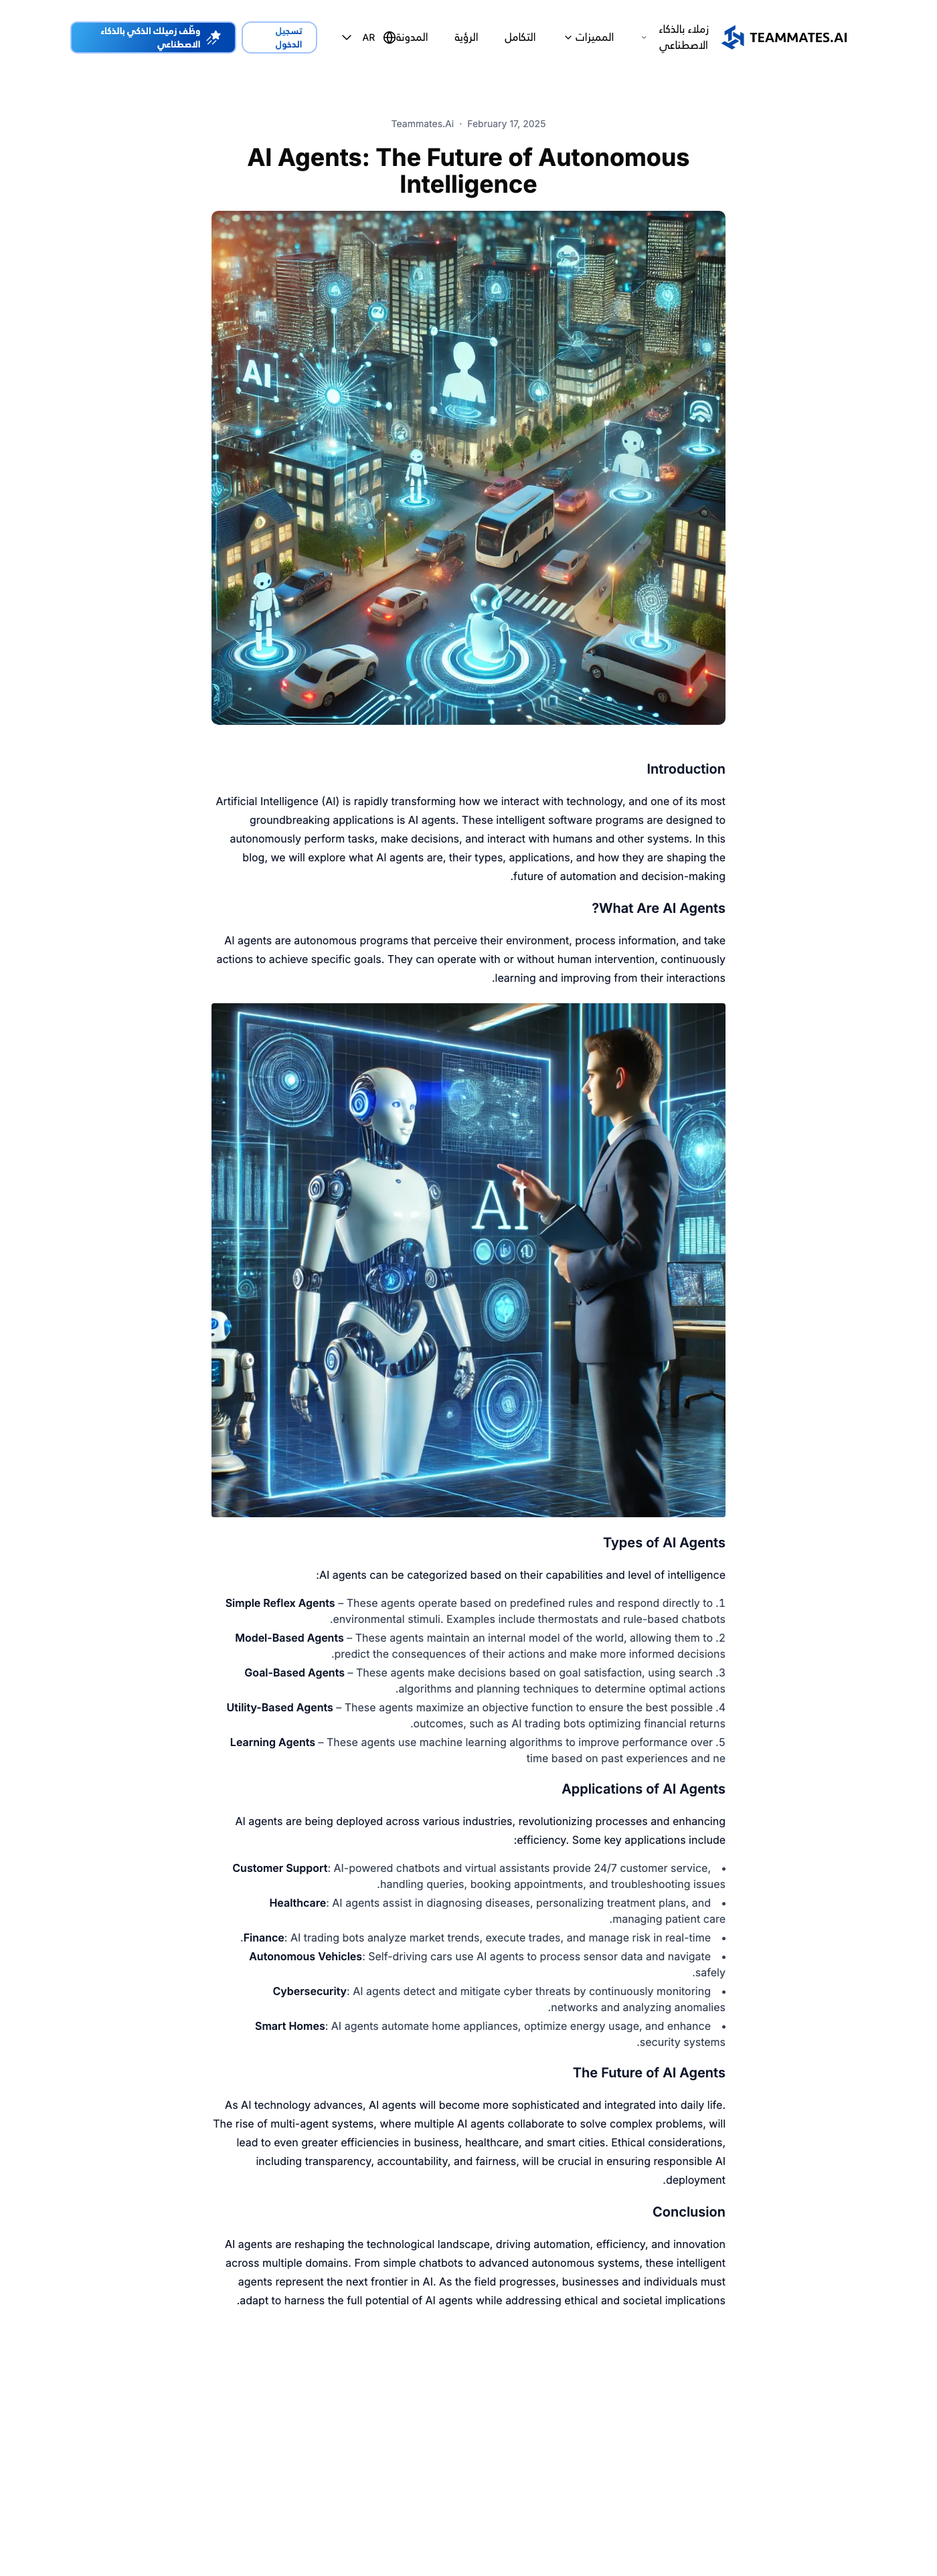 TEAMMATES.AI
زملاء بالذكاء
الاصطناعي
المميزات
التكامل
الرؤية
المدونة
AR
تسجيل
الدخول
وظّف زميلك الذكي بالذكاء
الاصطناعي
Teammates.Ai · February 17, 2025
AI Agents: The Future of Autonomous
Intelligence
AI
Introduction
Artificial Intelligence (AI) is rapidly transforming how we interact with technology, and one of its most
groundbreaking applications is AI agents. These intelligent software programs are designed to
autonomously perform tasks, make decisions, and interact with humans and other systems. In this
blog, we will explore what AI agents are, their types, applications, and how they are shaping the
future of automation and decision-making.
What Are AI Agents?
AI agents are autonomous programs that perceive their environment, process information, and take
actions to achieve specific goals. They can operate with or without human intervention, continuously
learning and improving from their interactions.
AI
Types of AI Agents
AI agents can be categorized based on their capabilities and level of intelligence:
1. Simple Reflex Agents – These agents operate based on predefined rules and respond directly to
environmental stimuli. Examples include thermostats and rule-based chatbots.
2. Model-Based Agents – These agents maintain an internal model of the world, allowing them to
predict the consequences of their actions and make more informed decisions.
3. Goal-Based Agents – These agents make decisions based on goal satisfaction, using search
algorithms and planning techniques to determine optimal actions.
4. Utility-Based Agents – These agents maximize an objective function to ensure the best possible
outcomes, such as AI trading bots optimizing financial returns.
5. Learning Agents – These agents use machine learning algorithms to improve performance over
time based on past experiences and ne
Applications of AI Agents
AI agents are being deployed across various industries, revolutionizing processes and enhancing
efficiency. Some key applications include:
• Customer Support: AI-powered chatbots and virtual assistants provide 24/7 customer service,
handling queries, booking appointments, and troubleshooting issues.
• Healthcare: AI agents assist in diagnosing diseases, personalizing treatment plans, and
managing patient care.
• Finance: AI trading bots analyze market trends, execute trades, and manage risk in real-time.
• Autonomous Vehicles: Self-driving cars use AI agents to process sensor data and navigate
safely.
• Cybersecurity: AI agents detect and mitigate cyber threats by continuously monitoring
networks and analyzing anomalies.
• Smart Homes: AI agents automate home appliances, optimize energy usage, and enhance
security systems.
The Future of AI Agents
As AI technology advances, AI agents will become more sophisticated and integrated into daily life.
The rise of multi-agent systems, where multiple AI agents collaborate to solve complex problems, will
lead to even greater efficiencies in business, healthcare, and smart cities. Ethical considerations,
including transparency, accountability, and fairness, will be crucial in ensuring responsible AI
deployment.
Conclusion
AI agents are reshaping the technological landscape, driving automation, efficiency, and innovation
across multiple domains. From simple chatbots to advanced autonomous systems, these intelligent
agents represent the next frontier in AI. As the field progresses, businesses and individuals must
adapt to harness the full potential of AI agents while addressing ethical and societal implications.